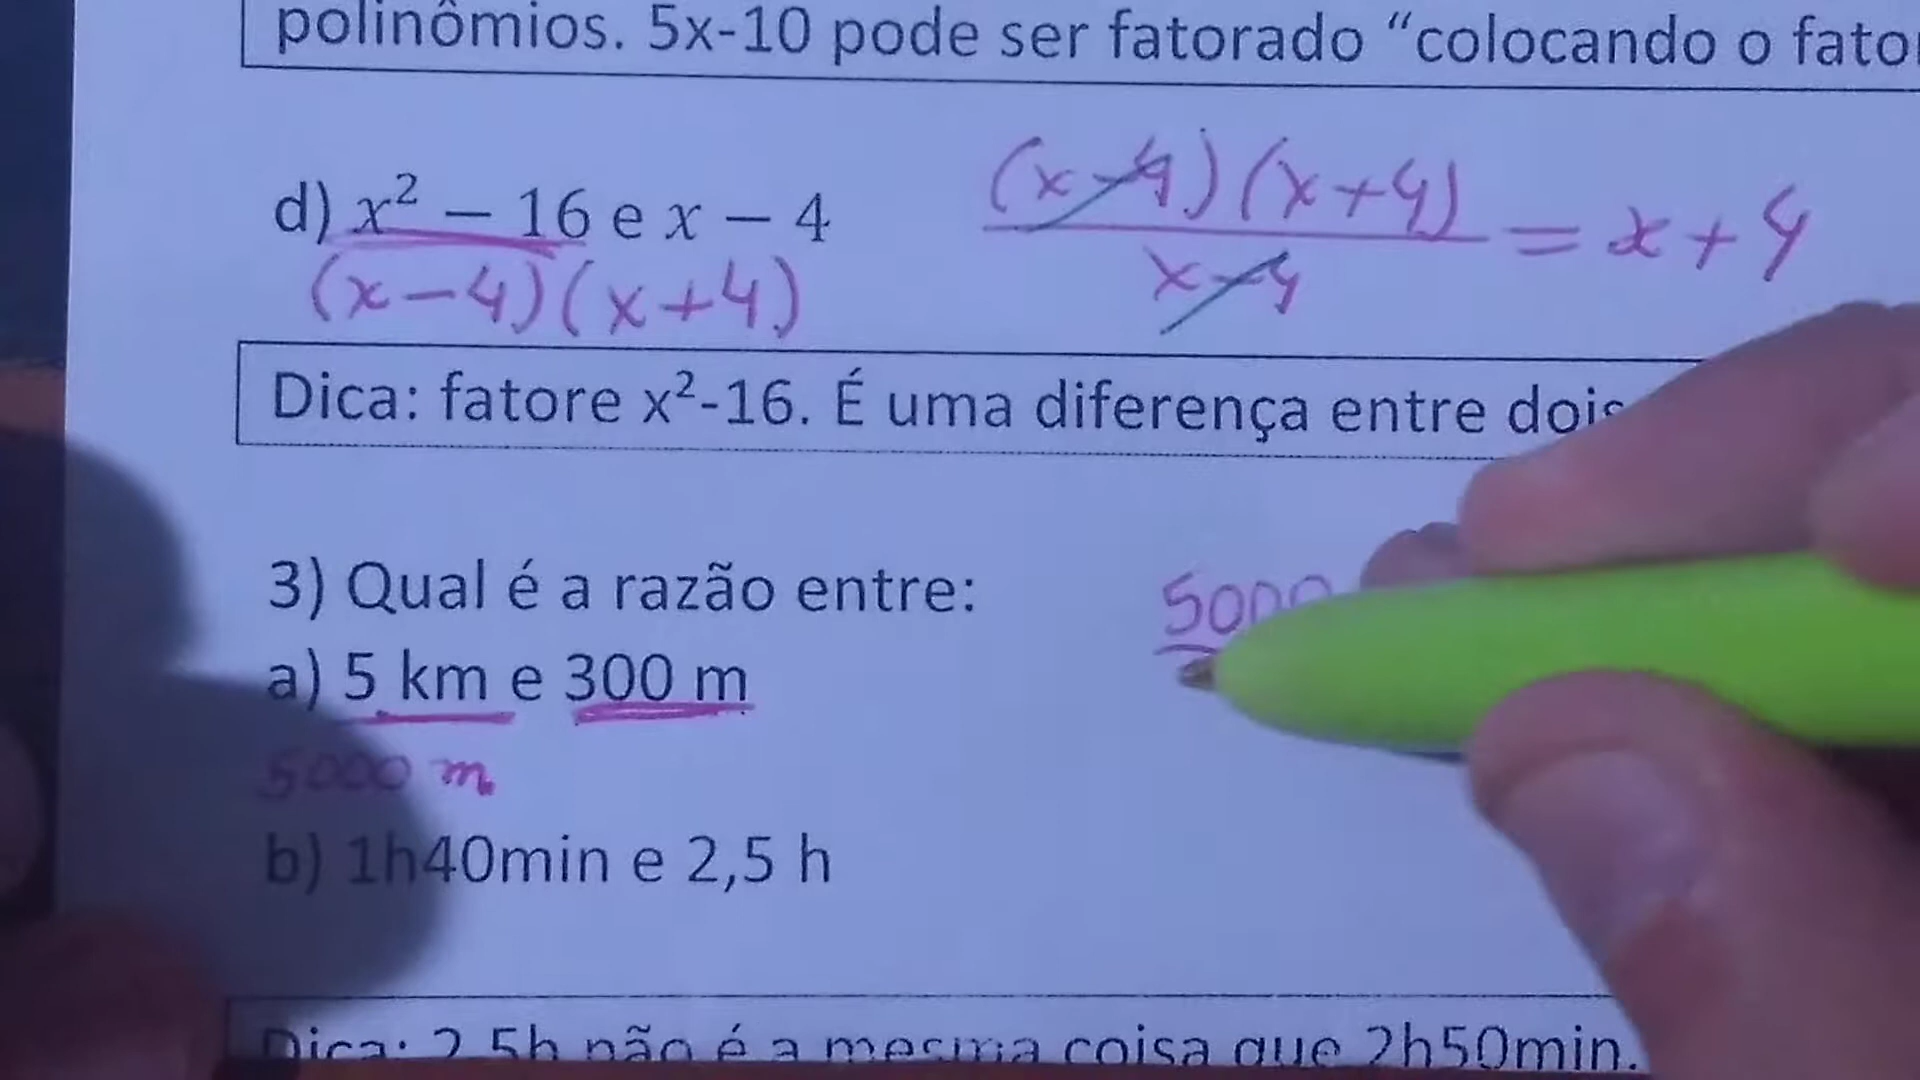 polinômios. 5x-10 pode ser fatorado “colocando o fator
d) x² – 16 e x – 4
(x-4)(x+4)
(x-4)(x+4)
x-4
= x+4
Dica: fatore x²-16. É uma diferença entre dois
3) Qual é a razão entre:
a) 5 km e 300 m
5000
5000 m
b) 1h40min e 2,5 h
Dica: 2,5h não é a mesma coisa que 2h50min.